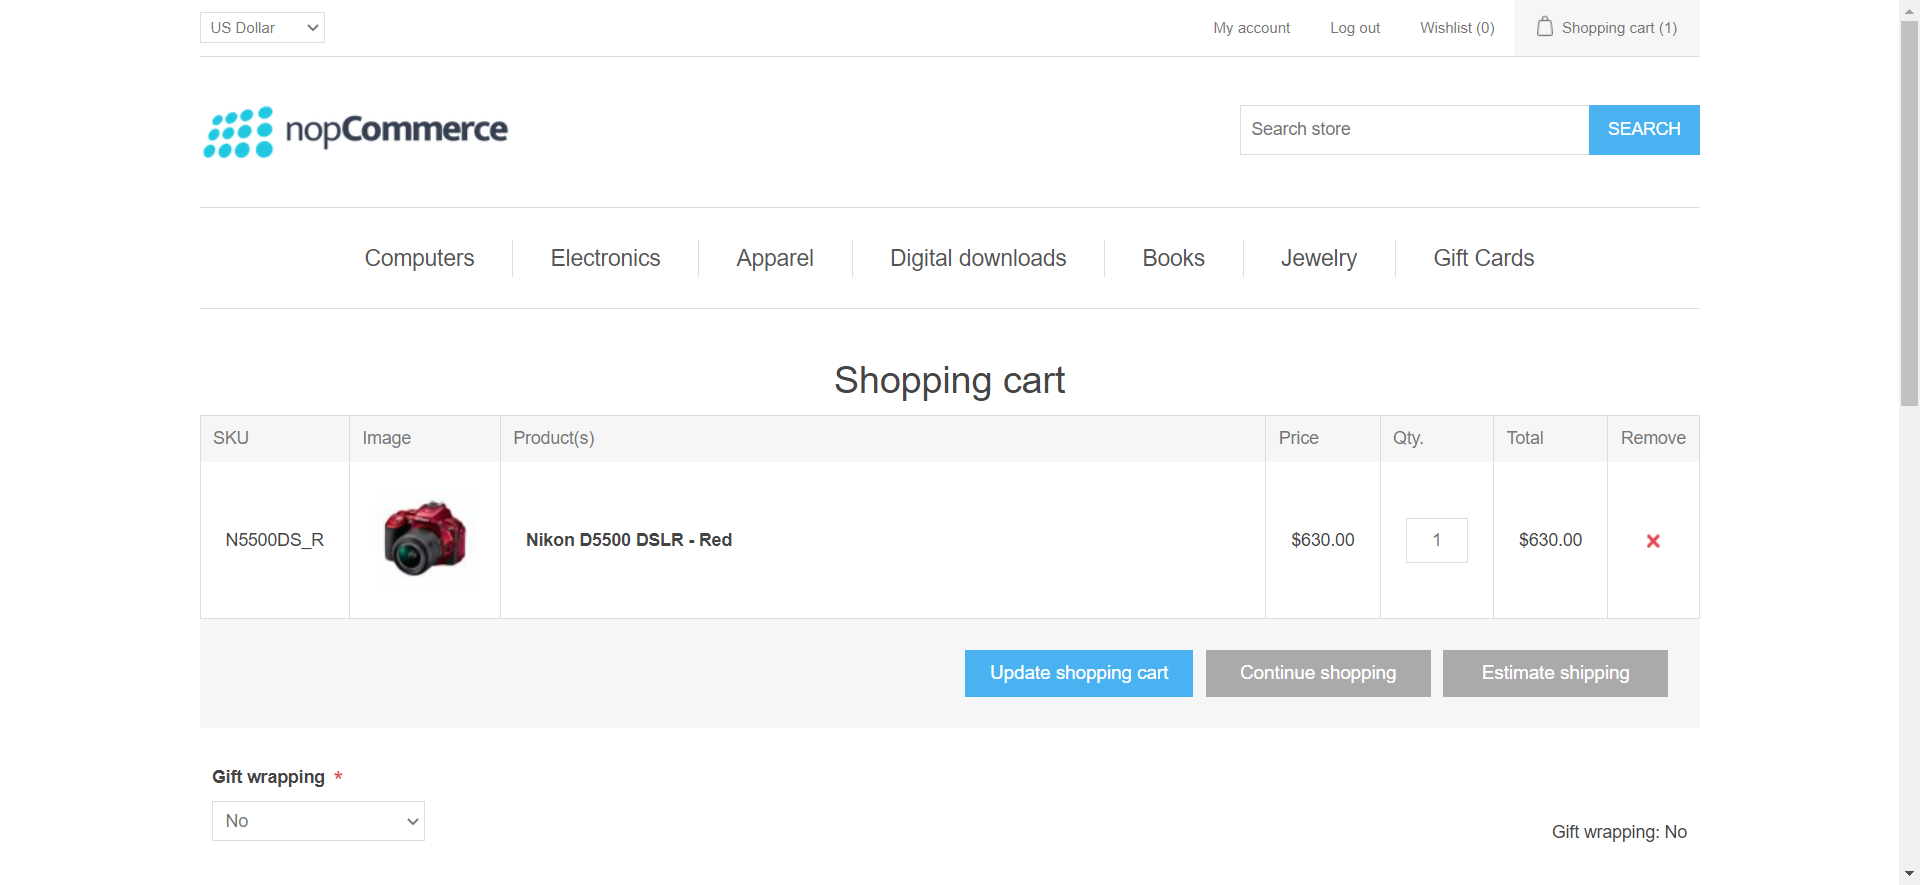 US Dollar
My account
Log out
Wishlist (0)
Shopping cart (1)
nopCommerce
Search store
SEARCH
Computers
Electronics
Apparel
Digital downloads
Books
Jewelry
Gift Cards
Shopping cart
SKU
Image
Product(s)
Price
Qty.
Total
Remove
N5500DS_R
Nikon D5500 DSLR - Red
$630.00
1
$630.00
Update shopping cart
Continue shopping
Estimate shipping
Gift wrapping *
No
Gift wrapping: No